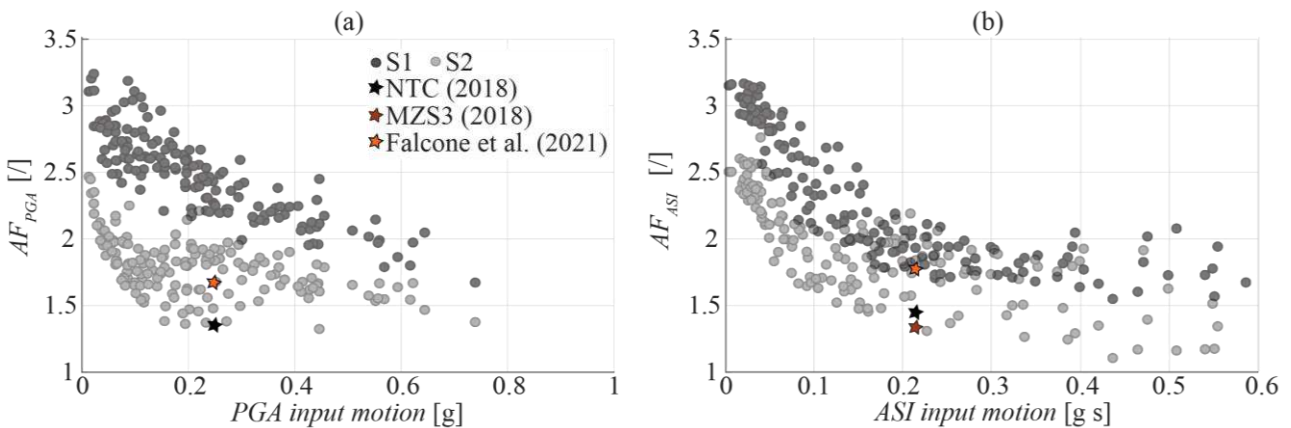 (a)
3.5
3
2.5
2
1.5
1
AF_PGA [/]
S1 S2
NTC (2018)
MZS3 (2018)
Falcone et al. (2021)
0 0.2 0.4 0.6 0.8 1
PGA input motion [g]
(b)
3.5
3
2.5
2
1.5
1
AF_ASI [/]
0 0.1 0.2 0.3 0.4 0.5 0.6
ASI input motion [g s]